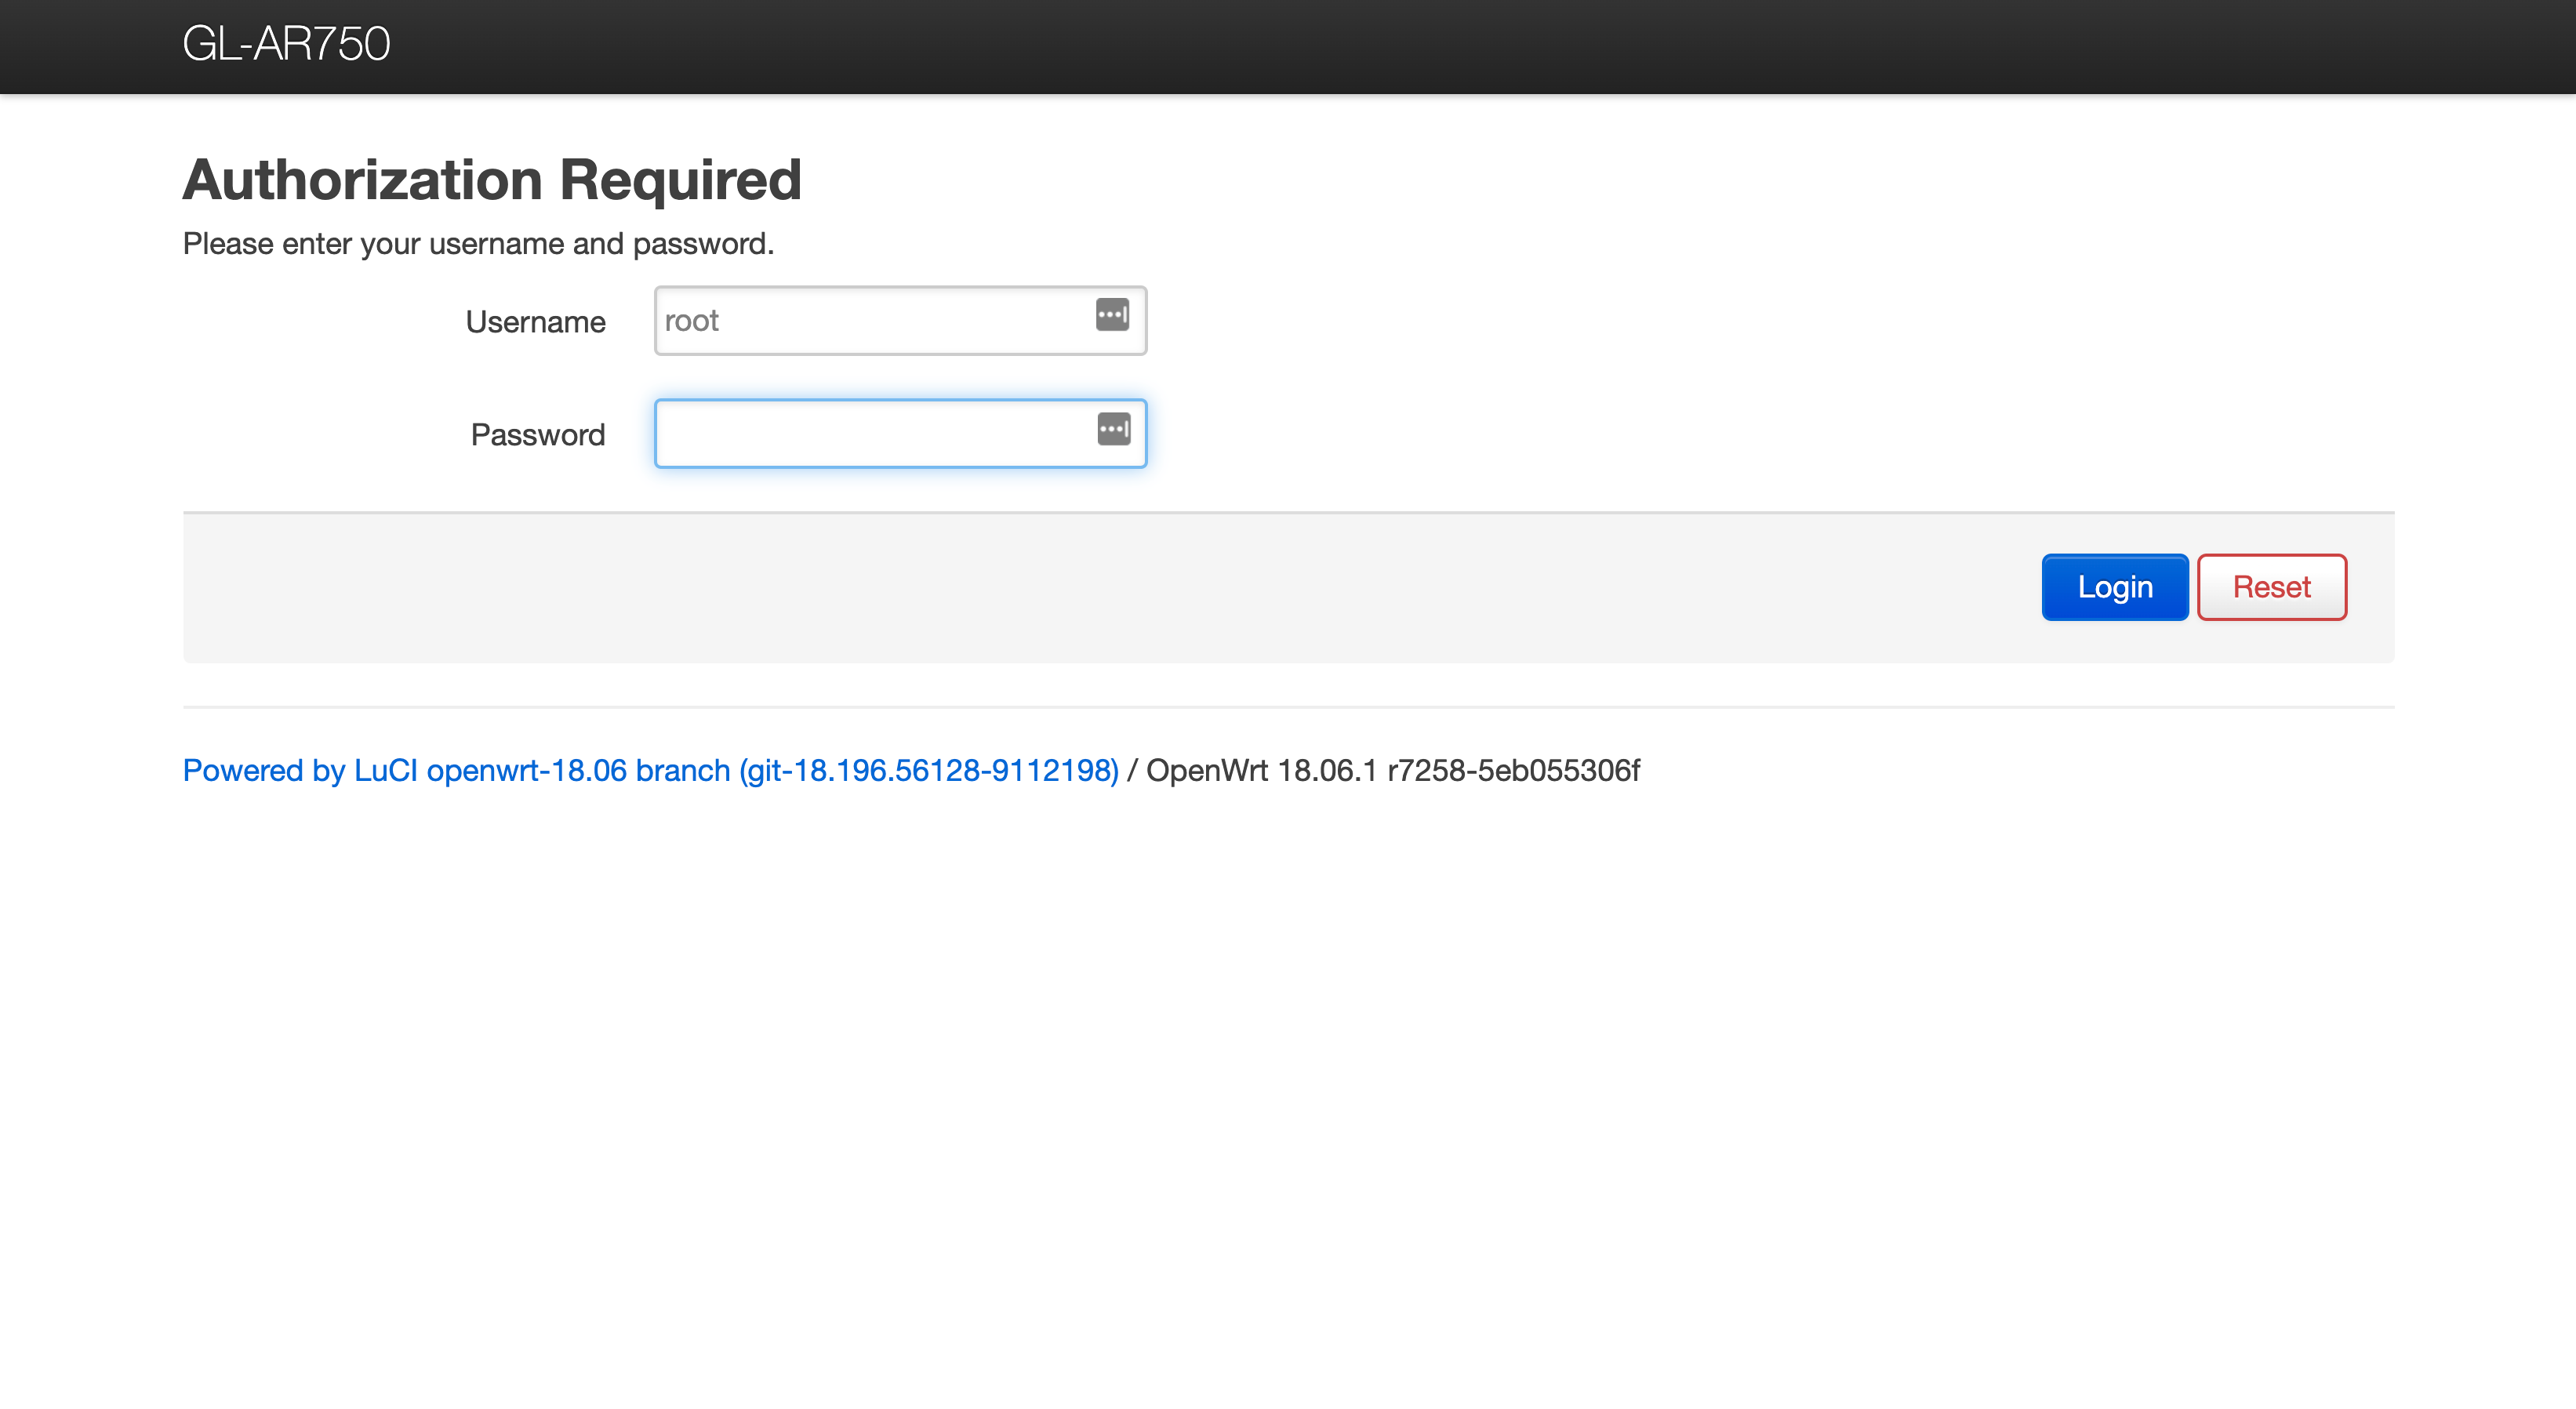 GL-AR750
Authorization Required
Please enter your username and password.
Username root
Password
Login Reset
Powered by LuCI openwrt-18.06 branch (git-18.196.56128-9112198) / OpenWrt 18.06.1 r7258-5eb055306f